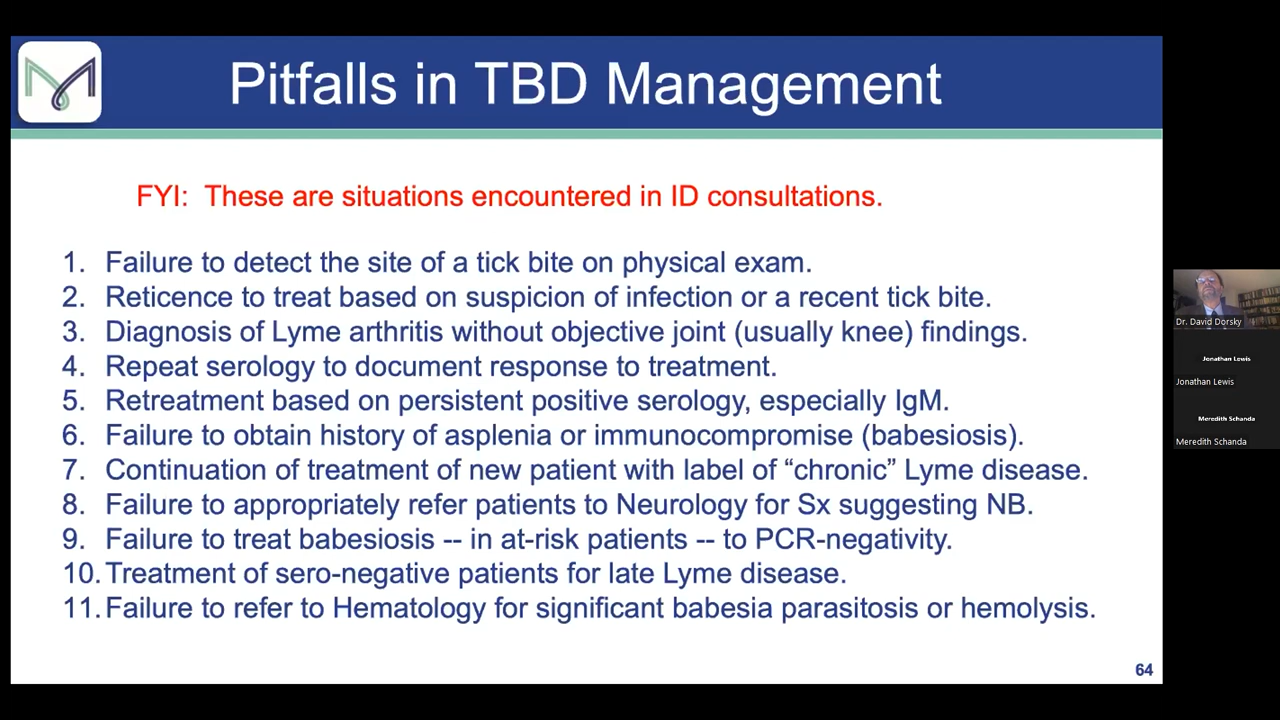 Pitfalls in TBD Management
FYI: These are situations encountered in ID consultations.
1. Failure to detect the site of a tick bite on physical exam.
2. Reticence to treat based on suspicion of infection or a recent tick bite.
3. Diagnosis of Lyme arthritis without objective joint (usually knee) findings.
4. Repeat serology to document response to treatment.
5. Retreatment based on persistent positive serology, especially IgM.
6. Failure to obtain history of asplenia or immunocompromise (babesiosis).
7. Continuation of treatment of new patient with label of “chronic” Lyme disease.
8. Failure to appropriately refer patients to Neurology for Sx suggesting NB.
9. Failure to treat babesiosis -- in at-risk patients -- to PCR-negativity.
10. Treatment of sero-negative patients for late Lyme disease.
11. Failure to refer to Hematology for significant babesia parasitosis or hemolysis.
64
Dr. David Dorsky
Jonathan Lewis
Jonathan Lewis
Meredith Schanda
Meredith Schanda